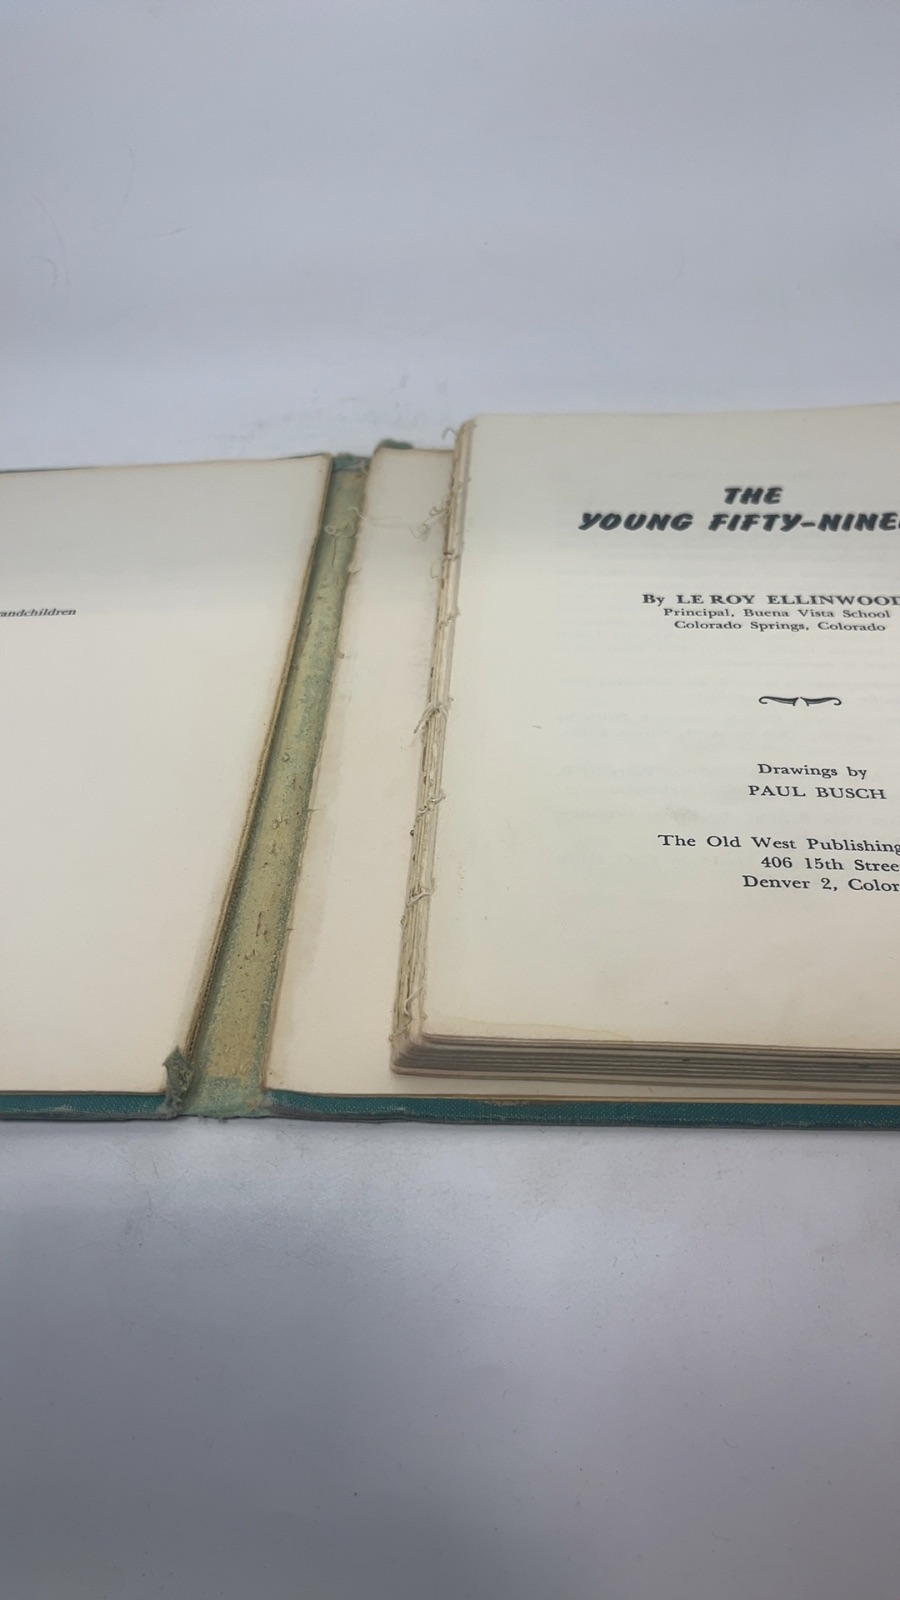 THE
YOUNG FIFTY-NINE
By LE ROY ELLINWOOD
Principal, Buena Vista School
Colorado Springs, Colorado
Drawings by
PAUL BUSCH
The Old West Publishing
406 15th Stree
Denver 2, Color
andchildren